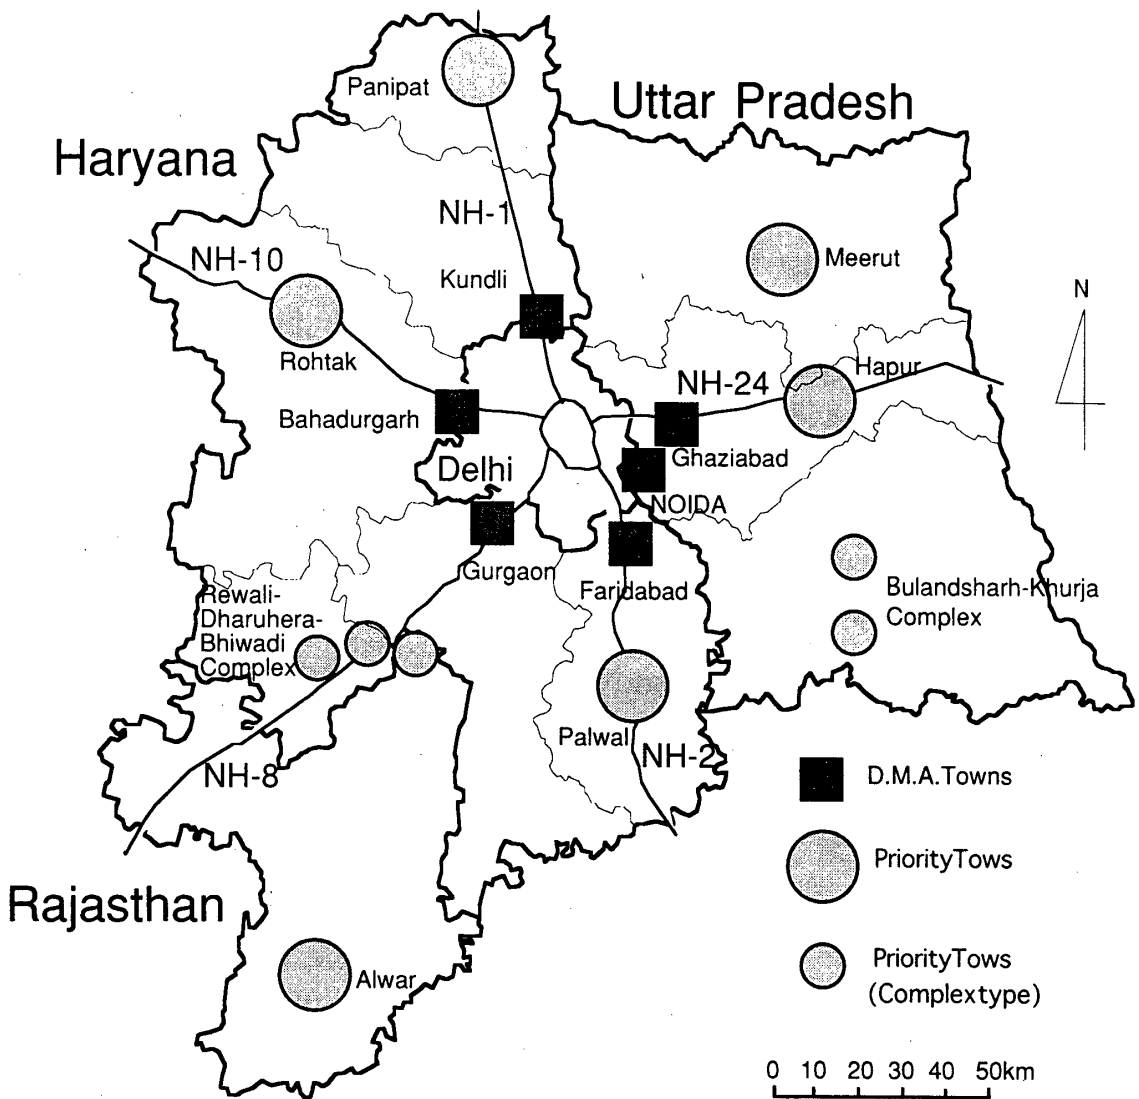 Panipat
Uttar Pradesh
Haryana
NH-1
NH-10
Meerut
Kundli
N
Rohtak
Hapur
NH-24
Bahadurgarh
Ghaziabad
Delhi
NOIDA
Gurgaon
Faridabad
Rewali-
Dharuhera-
Bhiwadi
Complex
Bulandsharh-Khurja
Complex
Palwal
NH-2
NH-8
D.M.A.Towns
PriorityTows
Rajasthan
Alwar
PriorityTows
(Complextype)
0 10 20 30 40 50km